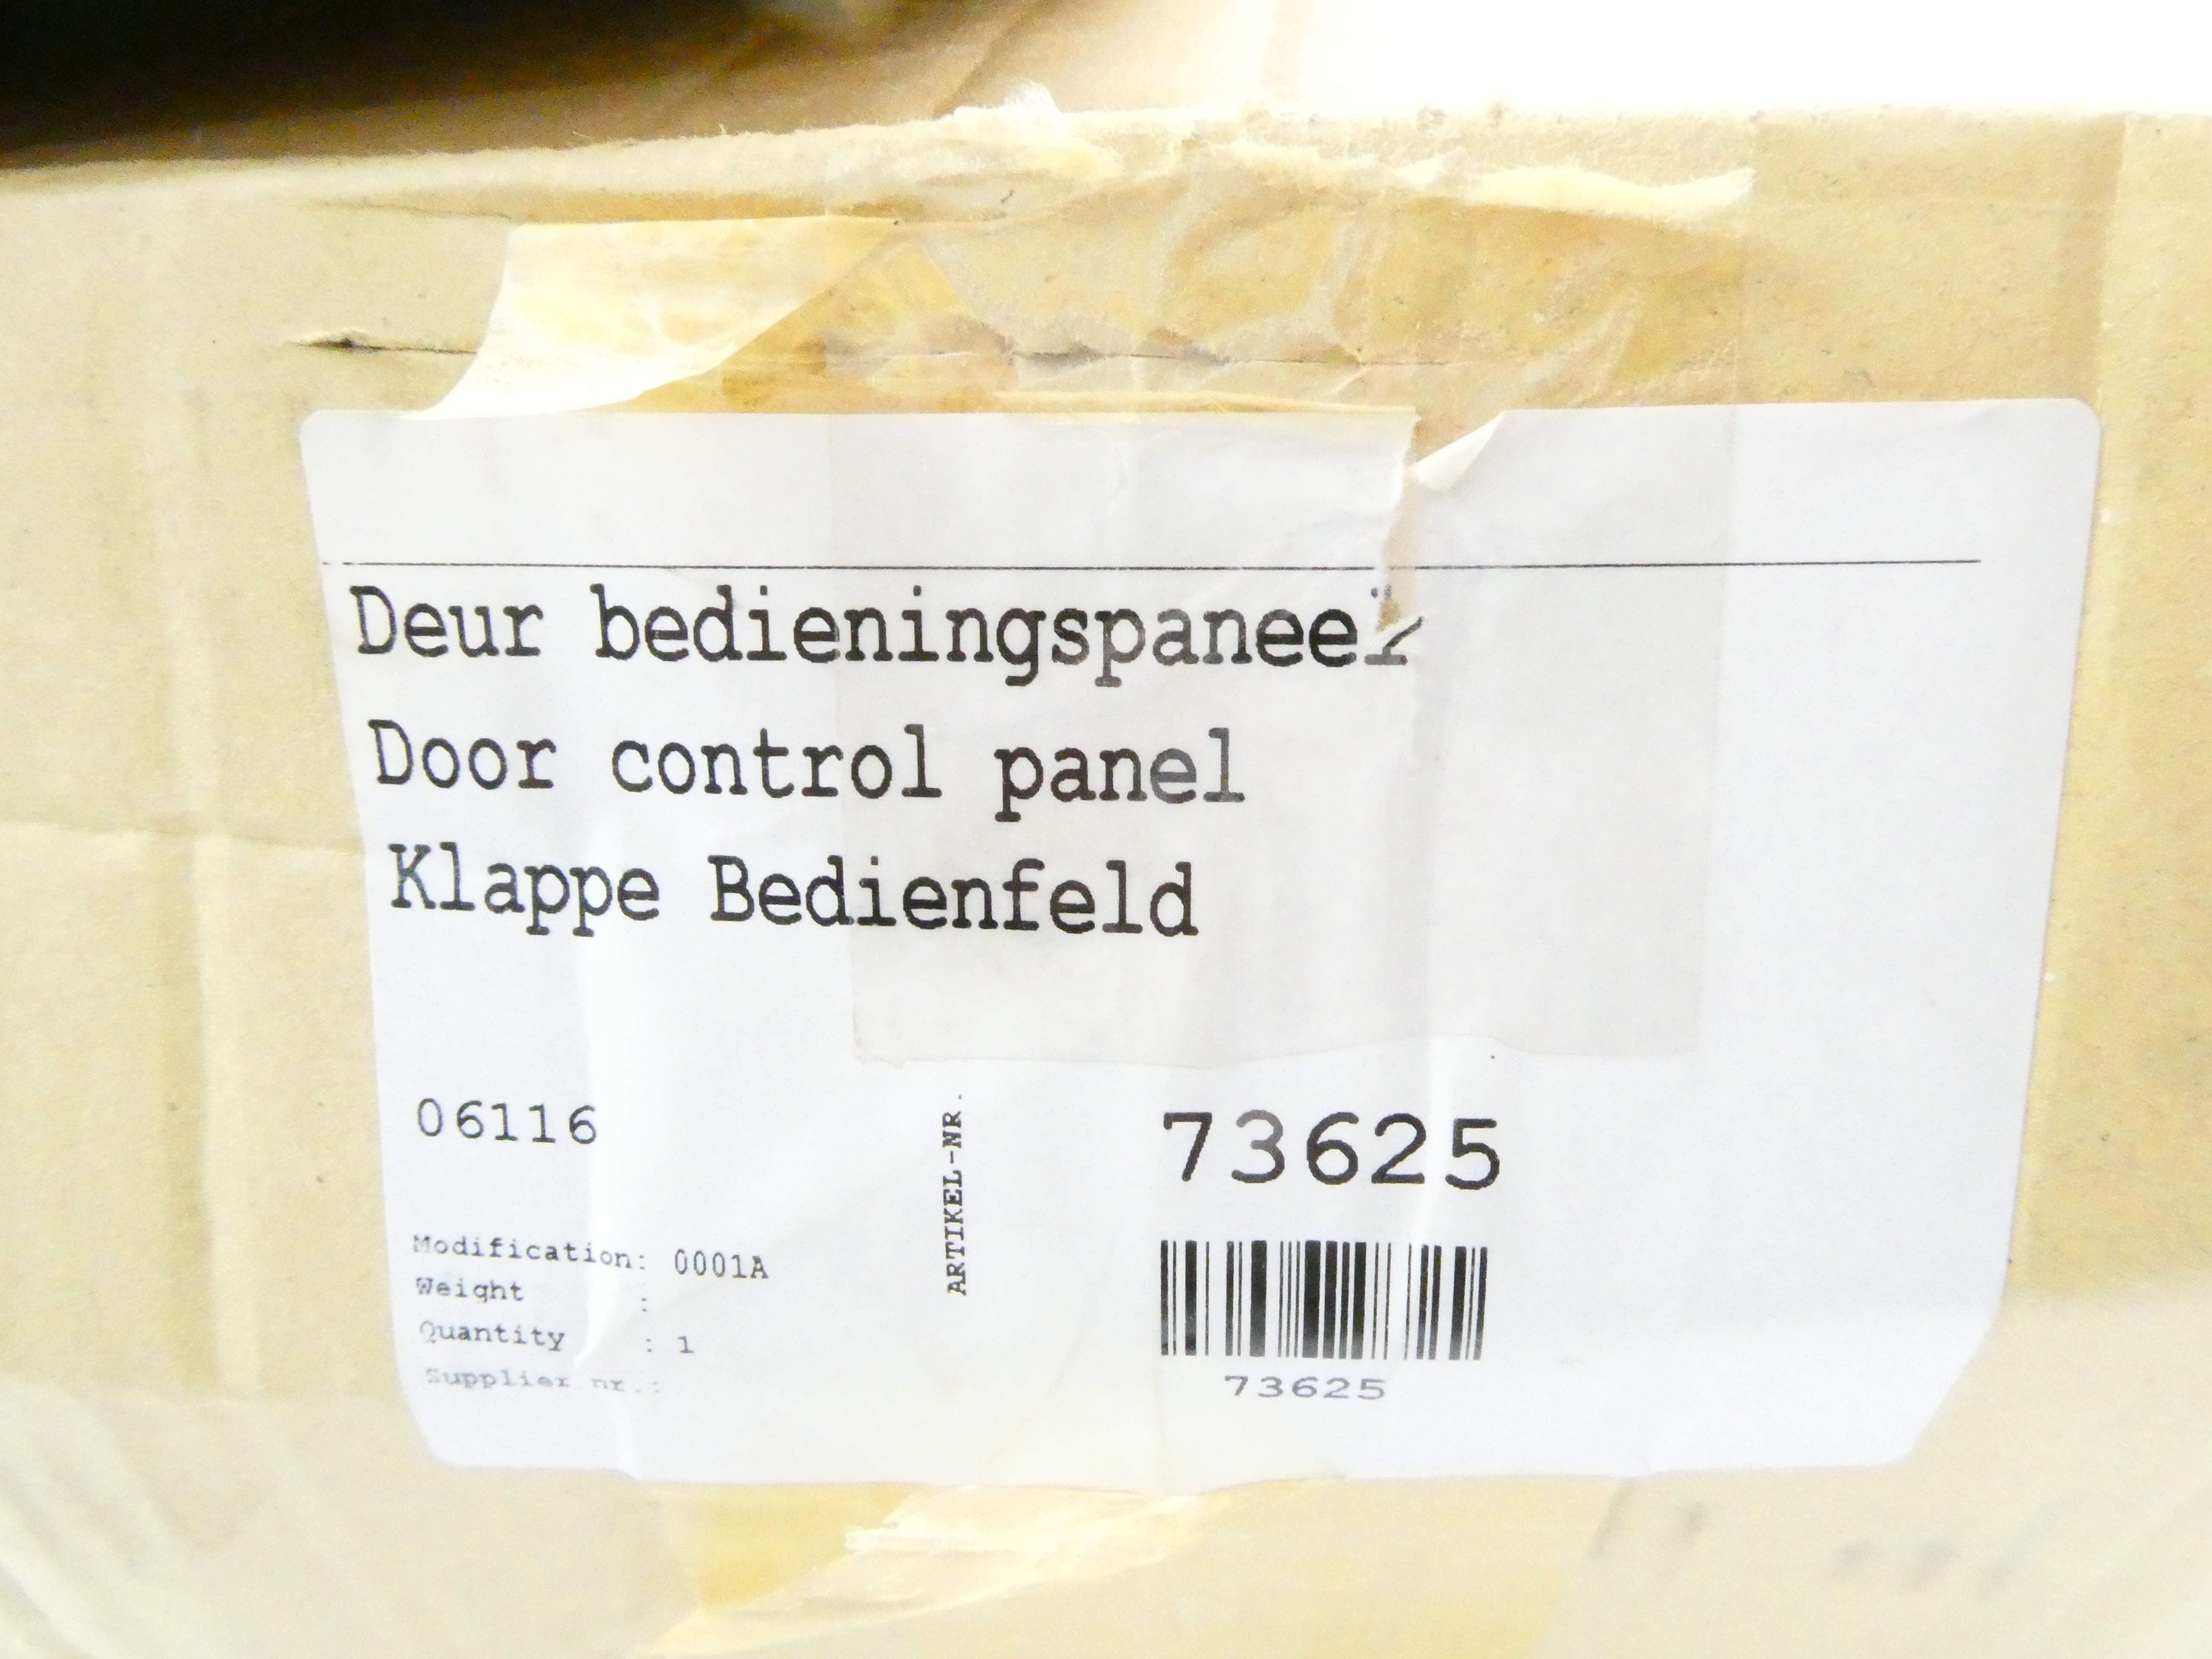 Deur bedieningspaneel
Door control panel
Klappe Bedienfeld
06116
ARTIKEL-NR.
73625
Modification: 0001A
Weight :
Quantity : 1
Supplier nr.:
73625